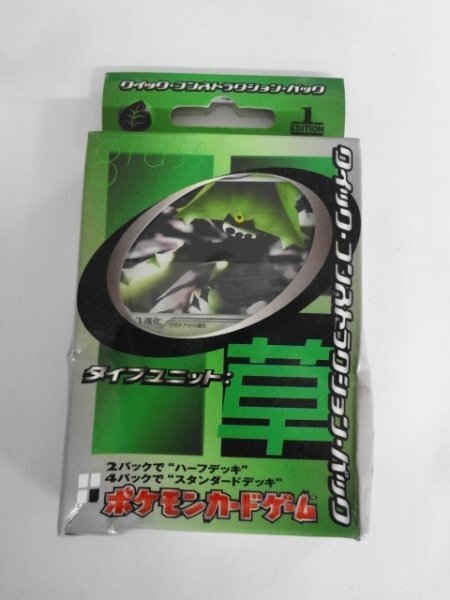 クイック・コンストラクション・パック
1
EDITION
grass
クイック・コンストラクション・パック
1進化
タイプユニット:
草
2パックで"ハーフデッキ"
4パックで"スタンダードデッキ"
ポケモンカードゲーム